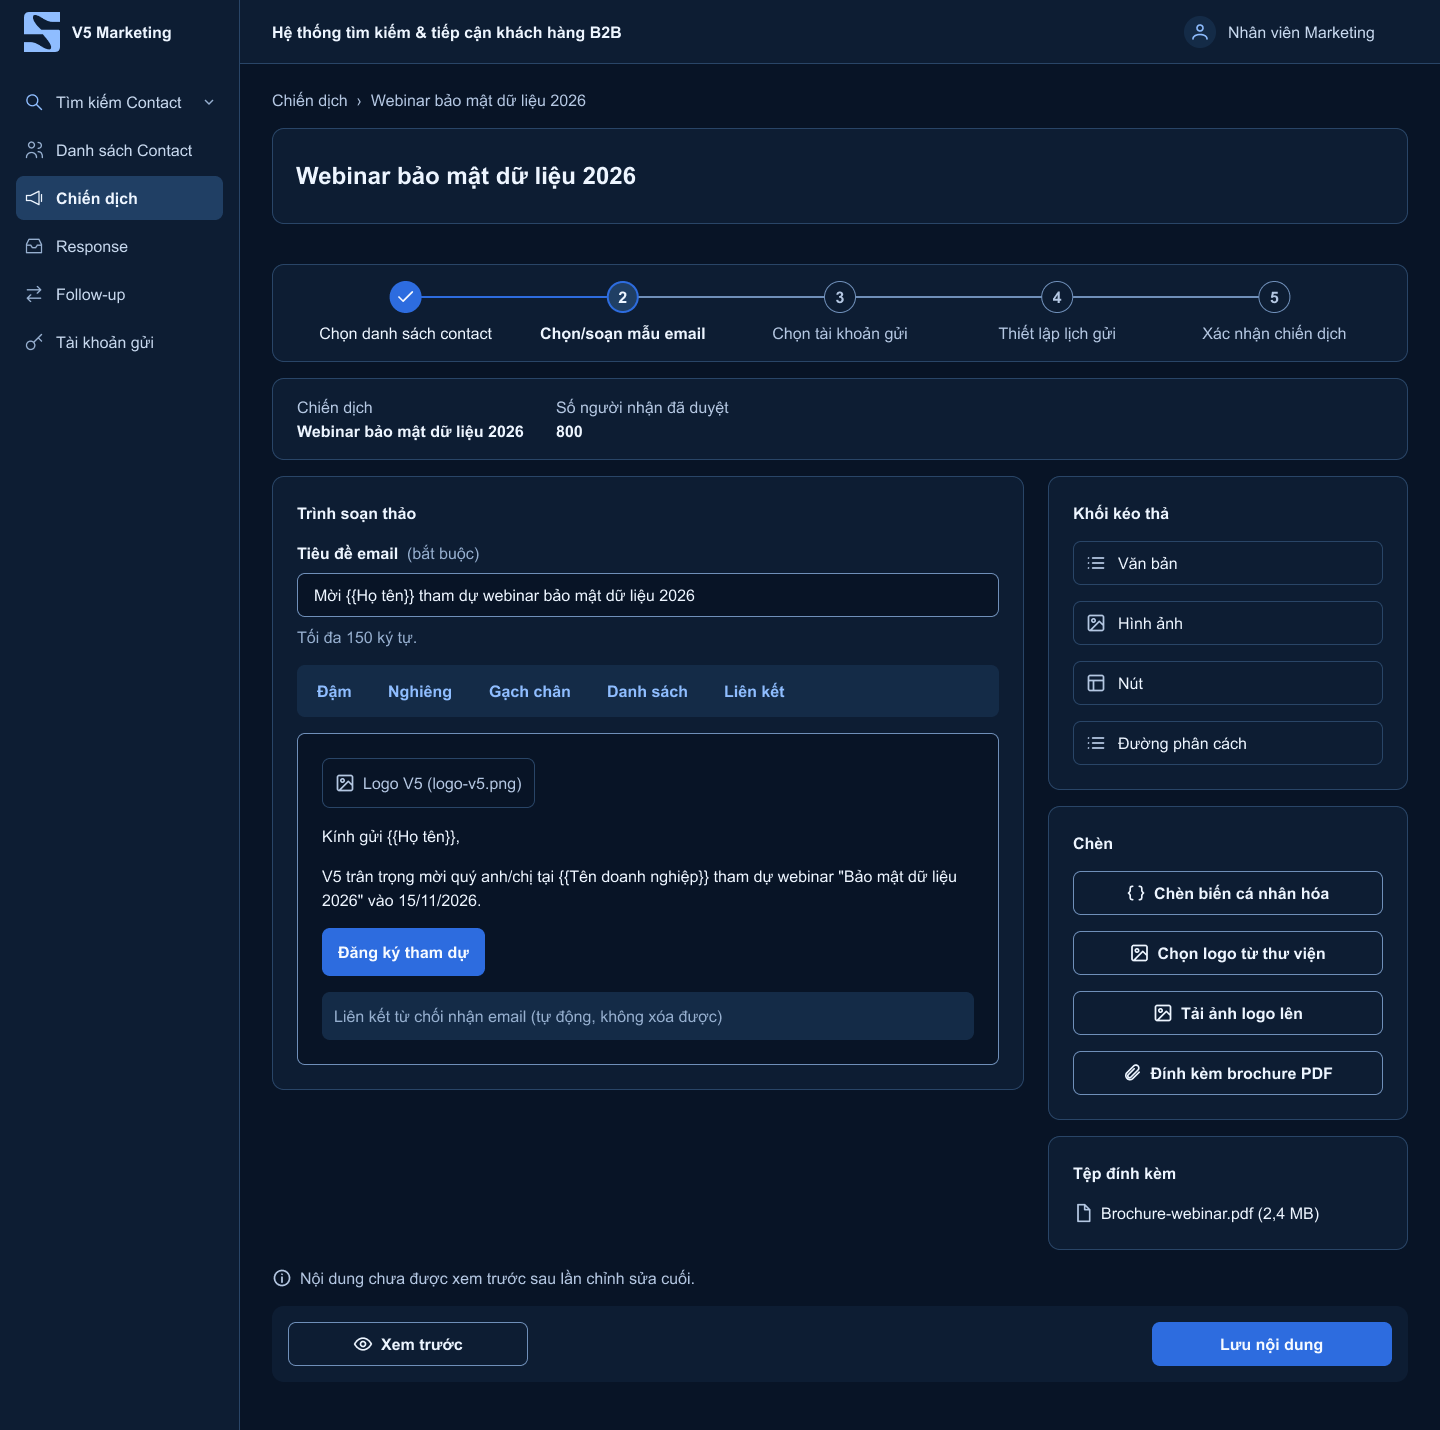 V5 Marketing
Hệ thống tìm kiếm & tiếp cận khách hàng B2B
Nhân viên Marketing
Tìm kiếm Contact
Danh sách Contact
Chiến dịch
Response
Follow-up
Tài khoản gửi
Chiến dịch › Webinar bảo mật dữ liệu 2026
Webinar bảo mật dữ liệu 2026
2
3
4
5
Chọn danh sách contact
Chọn/soạn mẫu email
Chọn tài khoản gửi
Thiết lập lịch gửi
Xác nhận chiến dịch
Chiến dịch
Webinar bảo mật dữ liệu 2026
Số người nhận đã duyệt
800
Trình soạn thảo
Tiêu đề email (bắt buộc)
Mời {{Họ tên}} tham dự webinar bảo mật dữ liệu 2026
Tối đa 150 ký tự.
Đậm Nghiêng Gạch chân Danh sách Liên kết
Logo V5 (logo-v5.png)
Kính gửi {{Họ tên}},
V5 trân trọng mời quý anh/chị tại {{Tên doanh nghiệp}} tham dự webinar "Bảo mật dữ liệu
2026" vào 15/11/2026.
Đăng ký tham dự
Liên kết từ chối nhận email (tự động, không xóa được)
Khối kéo thả
Văn bản
Hình ảnh
Nút
Đường phân cách
Chèn
Chèn biến cá nhân hóa
Chọn logo từ thư viện
Tải ảnh logo lên
Đính kèm brochure PDF
Tệp đính kèm
Brochure-webinar.pdf (2,4 MB)
Nội dung chưa được xem trước sau lần chỉnh sửa cuối.
Xem trước
Lưu nội dung